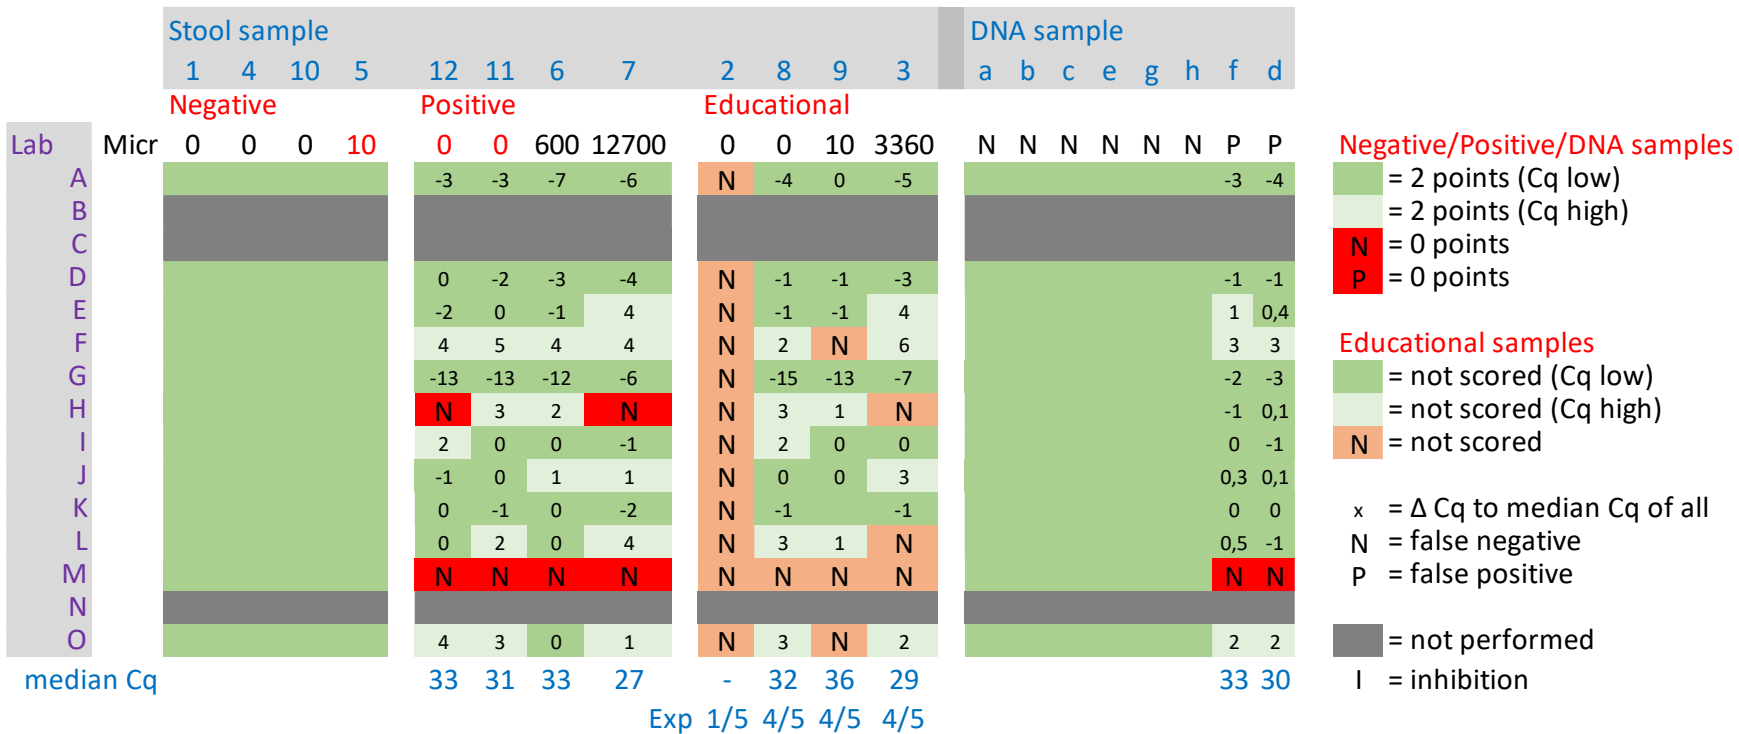 Stool sample DNA sample
1 4 10 5 12 11 6 7 2 8 9 3 a b c e g h f d
Negative Positive Educational
Lab Micr 0 0 0 10 0 0 600 12700 0 0 10 3360 N N N N N N P P Negative/Positive/DNA samples
A -3 -3 -7 -6 N -4 0 -5 -3 -4 = 2 points (Cq low)
B = 2 points (Cq high)
C N = 0 points
D 0 -2 -3 -4 N -1 -1 -3 -1 -1 P = 0 points
E -2 0 -1 4 N -1 -1 4 1 0,4
F 4 5 4 4 N 2 N 6 3 3 Educational samples
G -13 -13 -12 -6 N -15 -13 -7 -2 -3 = not scored (Cq low)
H N 3 2 N N 3 1 N -1 0,1 = not scored (Cq high)
I 2 0 0 -1 N 2 0 0 0 -1 N = not scored
J -1 0 1 1 N 0 0 3 0,3 0,1
K 0 -1 0 -2 N -1 -1 0 0 x = Δ Cq to median Cq of all
L 0 2 0 4 N 3 1 N 0,5 -1 N = false negative
M N N N N N N N N N N P = false positive
N
O 4 3 0 1 N 3 N 2 2 2 = not performed
median Cq 33 31 33 27 - 32 36 29 33 30 I = inhibition
Exp 1/5 4/5 4/5 4/5